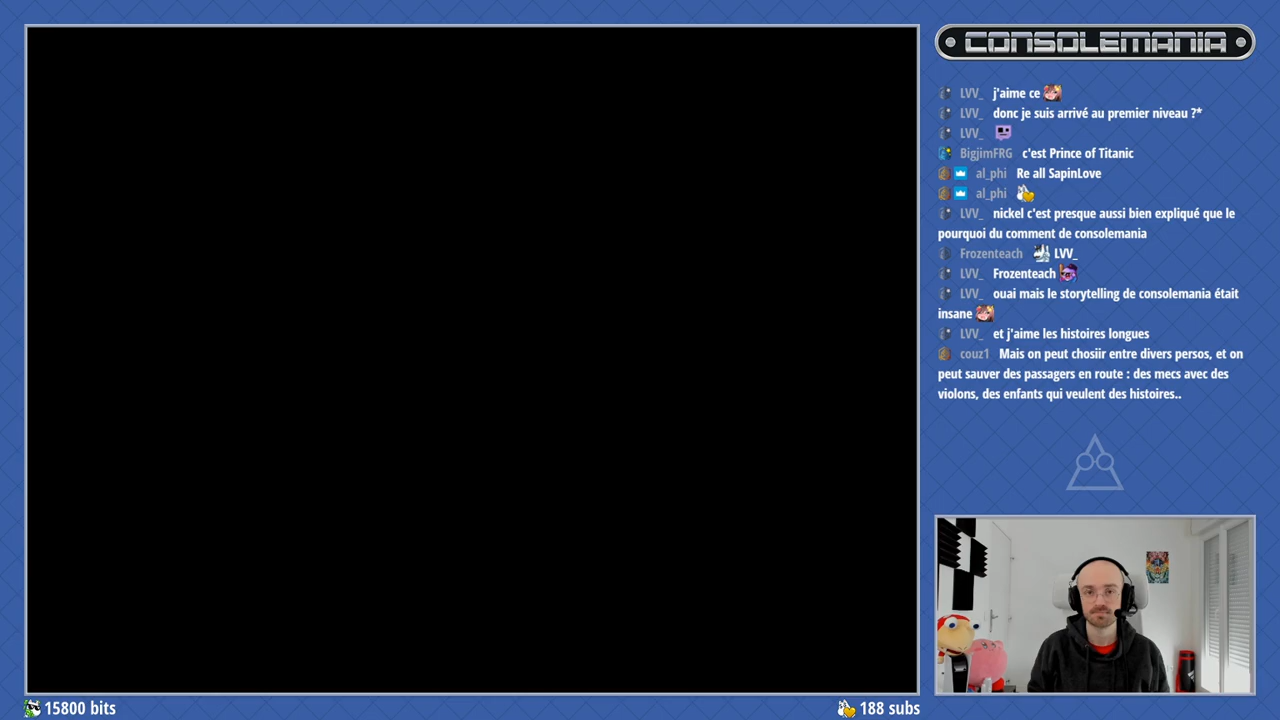 CONSOLEMANIA
LVV_ j'aime ce
LVV_ donc je suis arrivé au premier niveau ?*
LVV_
BigjimFRG c'est Prince of Titanic
al_phi Re all SapinLove
al_phi
LVV_ nickel c'est presque aussi bien expliqué que le
pourquoi du comment de consolemania
Frozenteach LVV_
LVV_ Frozenteach
LVV_ ouai mais le storytelling de consolemania était
insane
LVV_ et j'aime les histoires longues
couz1 Mais on peut chosiir entre divers persos, et on
peut sauver des passagers en route : des mecs avec des
violons, des enfants qui veulent des histoires..
15800 bits
188 subs